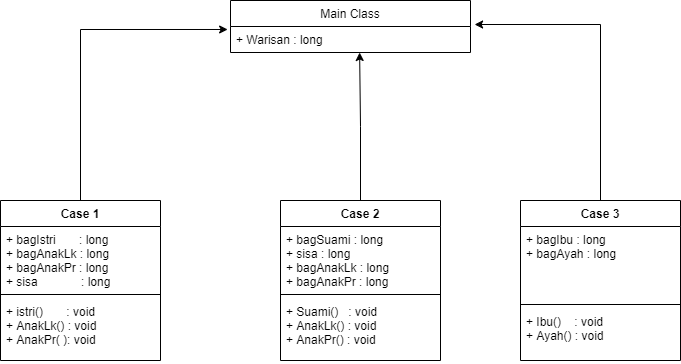 Main Class
+ Warisan : long
Case 1
+ bagIstri : long
+ bagAnakLk : long
+ bagAnakPr : long
+ sisa : long
+ istri() : void
+ AnakLk() : void
+ AnakPr( ): void
Case 2
+ bagSuami : long
+ sisa : long
+ bagAnakLk : long
+ bagAnakPr : long
+ Suami() : void
+ AnakLk() : void
+ AnakPr() : void
Case 3
+ bagIbu : long
+ bagAyah : long
+ Ibu() : void
+ Ayah() : void